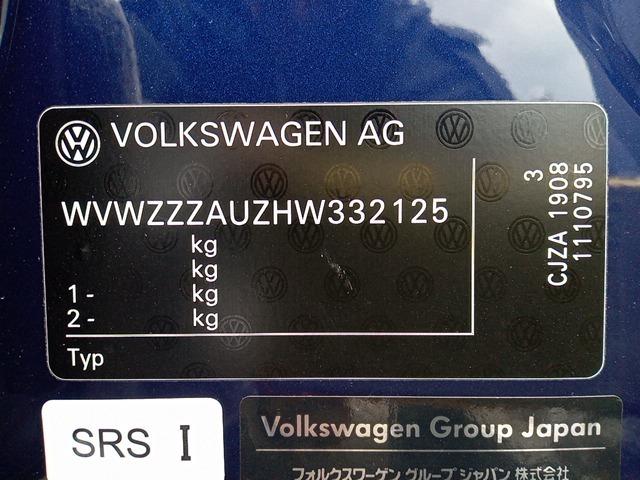 VOLKSWAGEN AG
WVWZZZAUZHW332125
kg
kg
1 - kg
2 - kg
Typ
3
CJZA 1908
1110795
SRS I
Volkswagen Group Japan
フォルクスワーゲン グループ ジャパン 株式会社